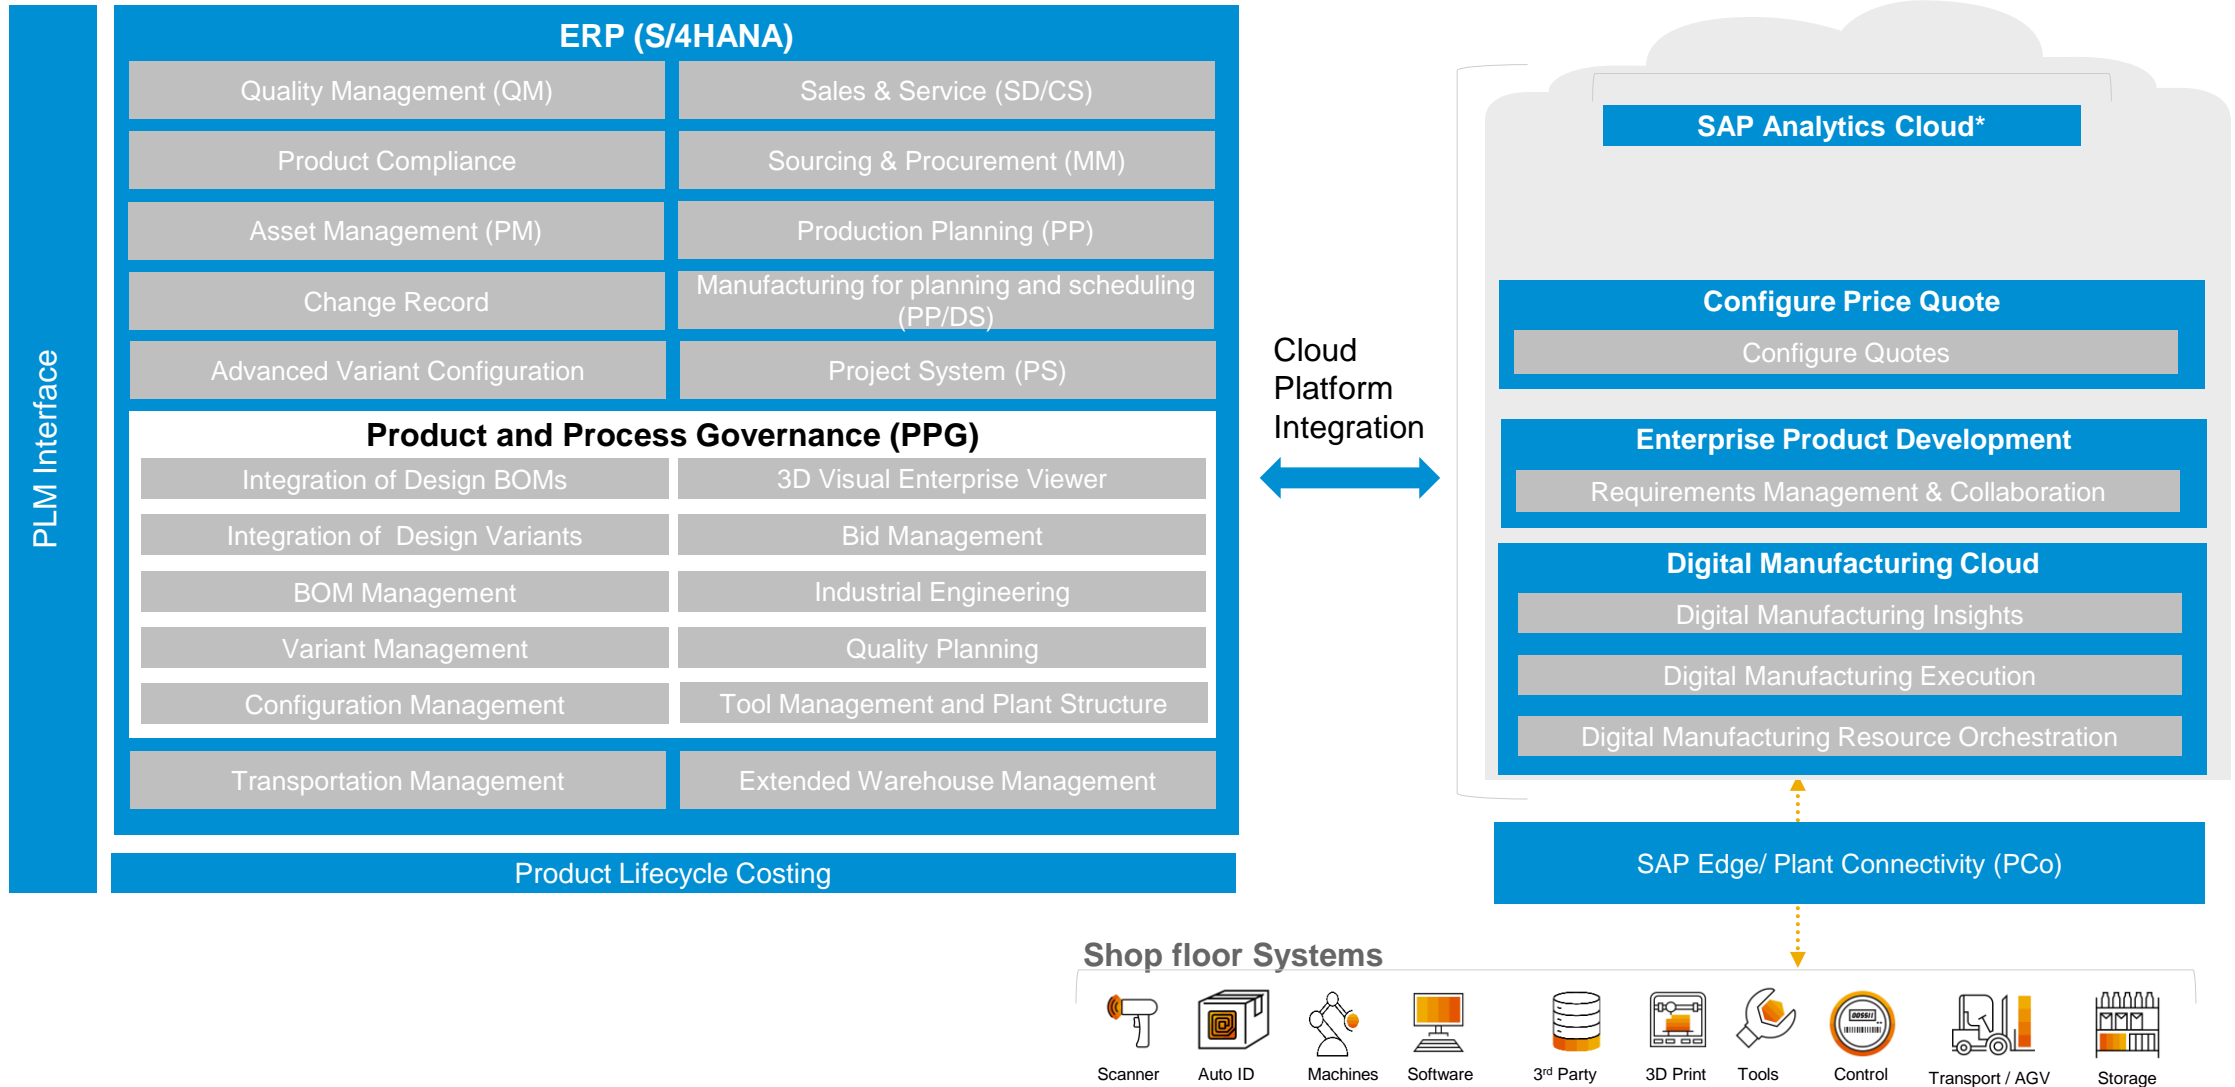 PLM Interface
ERP (S/4HANA)
Quality Management (QM)
Sales & Service (SD/CS)
Product Compliance
Sourcing & Procurement (MM)
Asset Management (PM)
Production Planning (PP)
Change Record
Manufacturing for planning and scheduling
(PP/DS)
Advanced Variant Configuration
Project System (PS)
Product and Process Governance (PPG)
Integration of Design BOMs
3D Visual Enterprise Viewer
Integration of Design Variants
Bid Management
BOM Management
Industrial Engineering
Variant Management
Quality Planning
Configuration Management
Tool Management and Plant Structure
Transportation Management
Extended Warehouse Management
Product Lifecycle Costing
Cloud
Platform
Integration
SAP Analytics Cloud*
Configure Price Quote
Configure Quotes
Enterprise Product Development
Requirements Management & Collaboration
Digital Manufacturing Cloud
Digital Manufacturing Insights
Digital Manufacturing Execution
Digital Manufacturing Resource Orchestration
SAP Edge/ Plant Connectivity (PCo)
Shop floor Systems
Scanner
Auto ID
Machines
Software
3rd Party
3D Print
Tools
Control
Transport / AGV
Storage